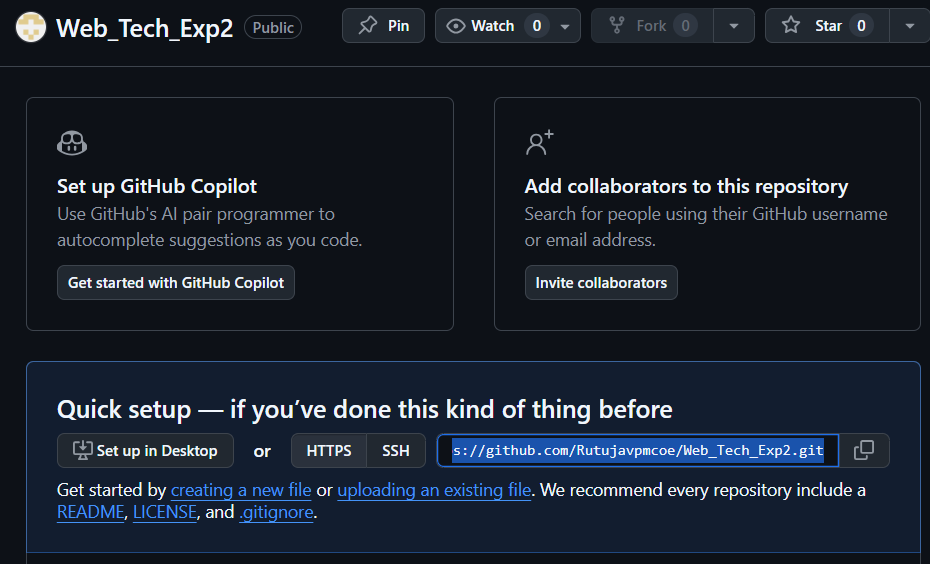 Web_Tech_Exp2 Public Pin Watch 0 Fork 0 Star 0
Set up GitHub Copilot
Use GitHub's AI pair programmer to
autocomplete suggestions as you code.
Get started with GitHub Copilot
Add collaborators to this repository
Search for people using their GitHub username
or email address.
Invite collaborators
Quick setup — if you've done this kind of thing before
Set up in Desktop or HTTPS SSH s://github.com/Rutujavpmcoe/Web_Tech_Exp2.git
Get started by creating a new file or uploading an existing file. We recommend every repository include a
README, LICENSE, and .gitignore.